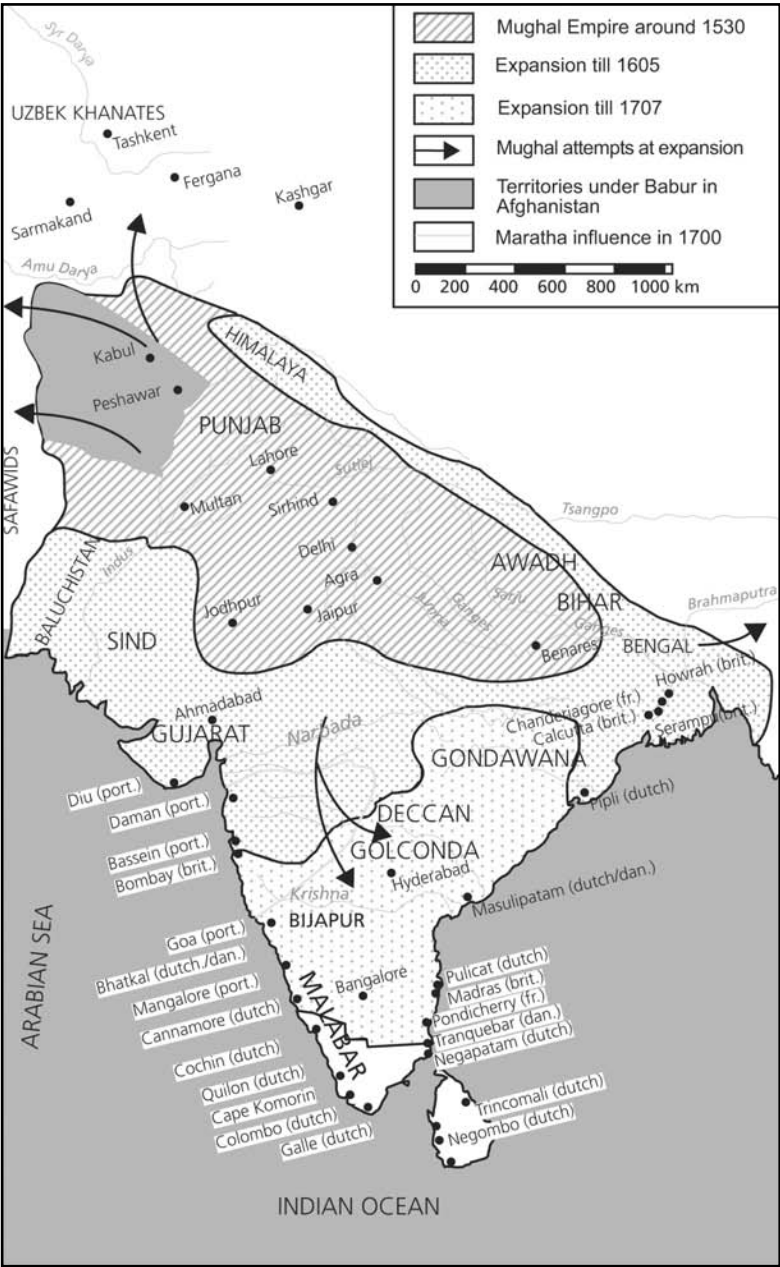 Mughal Empire around 1530
Expansion till 1605
Expansion till 1707
Mughal attempts at expansion
Territories under Babur in
Afghanistan
Maratha influence in 1700
0 200 400 600 800 1000 km
Syr Darya
UZBEK KHANATES
Tashkent
Fergana
Kashgar
Sarmakand
Amu Darya
HIMALAYA
Kabul
Peshawar
PUNJAB
Lahore
Sutlej
SAFAWIDS
Multan
Sirhind
Tsangpo
Delhi
BALUCHISTAN
Indus
AWADH
Agra
Sarju
BIHAR
Brahmaputra
Jodhpur
Jaipur
Jumna
Ganges
Ganges
SIND
Benares
BENGAL
Howrah (brit.)
Ahmadabad
Chanderjagore (fr.)
Calcutta (brit.)
Serampr (brit.)
GUJARAT
Narbada
GONDAWANA
Diu (port.)
Daman (port.)
Pipli (dutch)
DECCAN
Bassein (port.)
Bombay (brit.)
GOLCONDA
Hyderabad
Krishna
Masulipatam (dutch/dan.)
BIJAPUR
Goa (port.)
Bhatkal (dutch./dan.)
ARABIAN SEA
Mangalore (port.)
MALABAR
Bangalore
Pulicat (dutch)
Madras (brit.)
Cannamore (dutch)
Pondicherry (fr.)
Tranquebar (dan.)
Negapatam (dutch)
Cochin (dutch)
Quilon (dutch)
Cape Komorin
Trincomali (dutch)
Colombo (dutch)
Negombo (dutch)
Galle (dutch)
INDIAN OCEAN